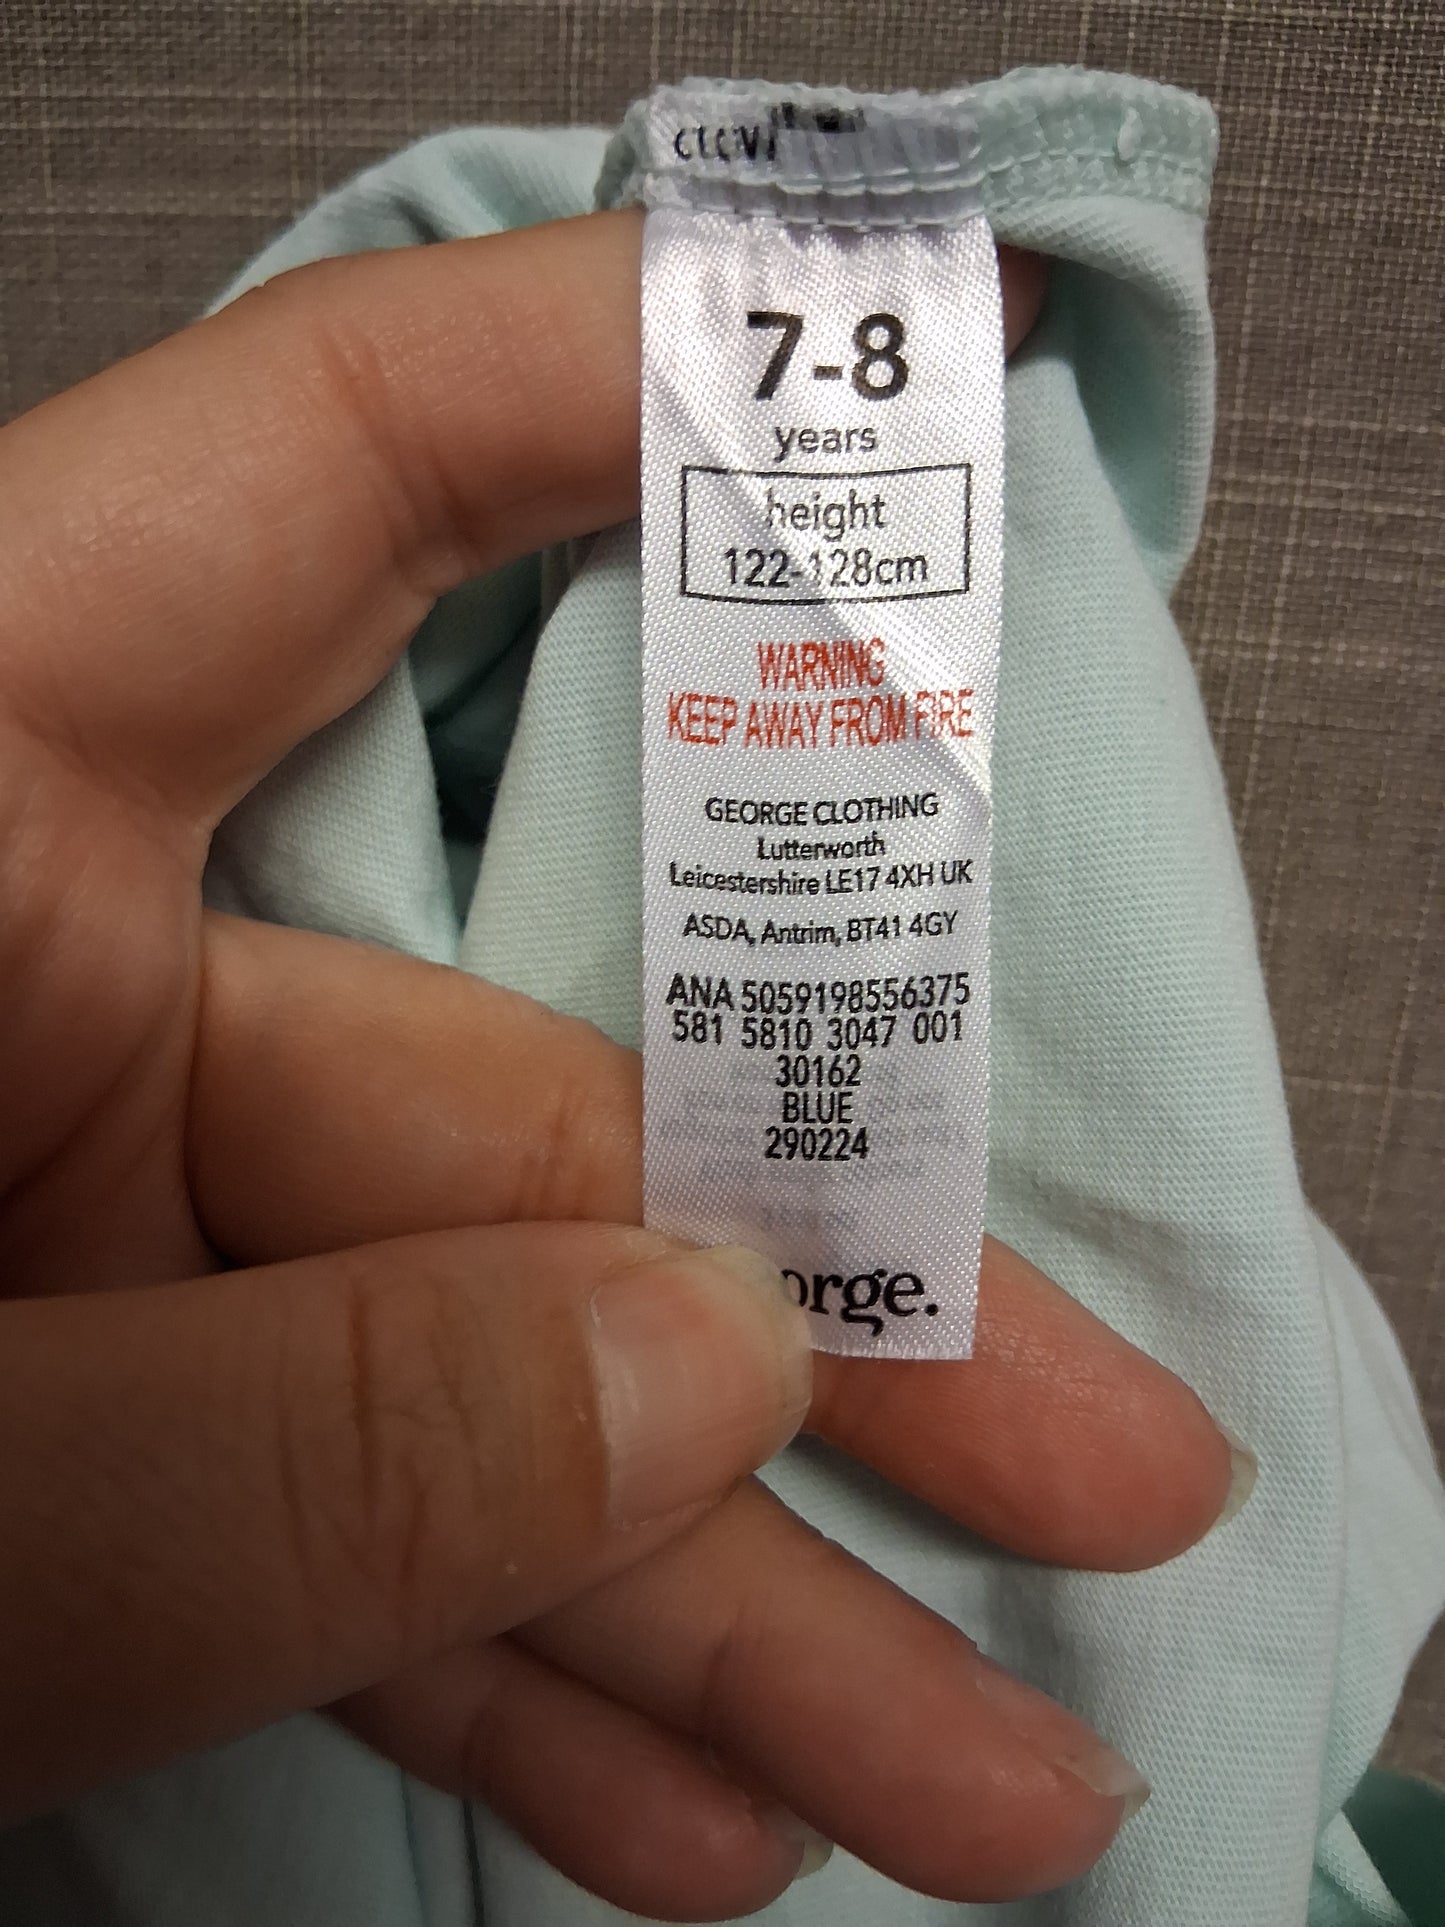 7-8
years
height
122-128cm
WARNING
KEEP AWAY FROM FIRE
GEORGE CLOTHING
Lutterworth
Leicestershire LE17 4XH UK
ASDA, Antrim, BT41 4GY
ANA 5059198556375
581 5810 3047 001
30162
BLUE
290224
orge.